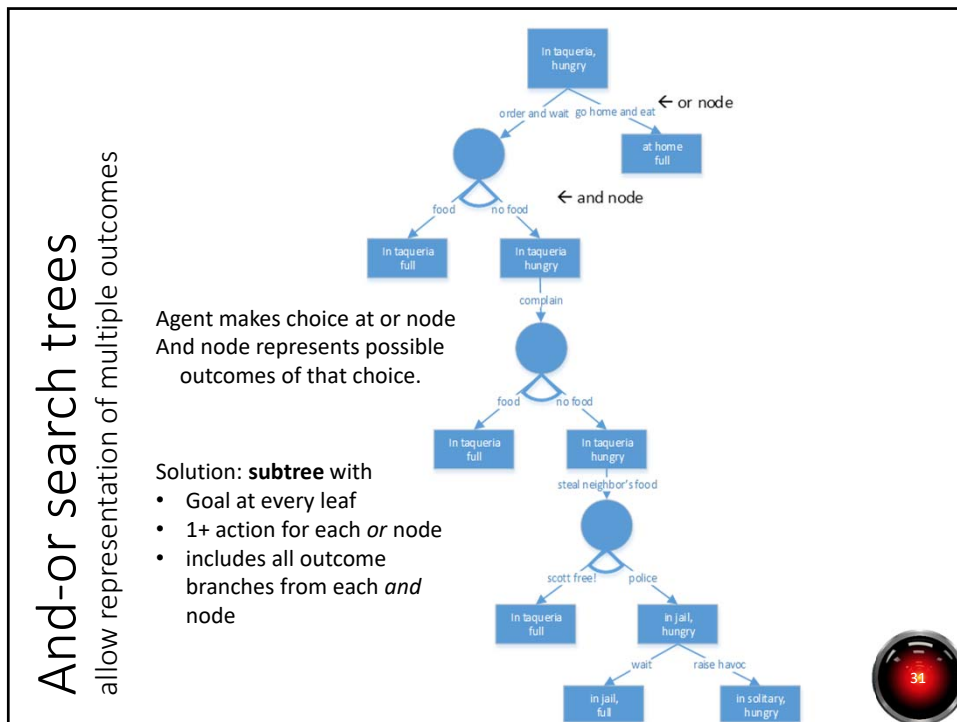 And-or search trees
allow representation of multiple outcomes
In taqueria,
hungry
← or node
order and wait
go home and eat
at home
full
← and node
food
no food
In taqueria
full
In taqueria
hungry
complain
Agent makes choice at or node
And node represents possible
outcomes of that choice.
food
no food
In taqueria
full
In taqueria
hungry
steal neighbor's food
Solution: subtree with
• Goal at every leaf
• 1+ action for each or node
• includes all outcome
branches from each and
node
scott free!
police
In taqueria
full
in jail,
hungry
wait
raise havoc
in jail,
full
in solitary,
hungry
31